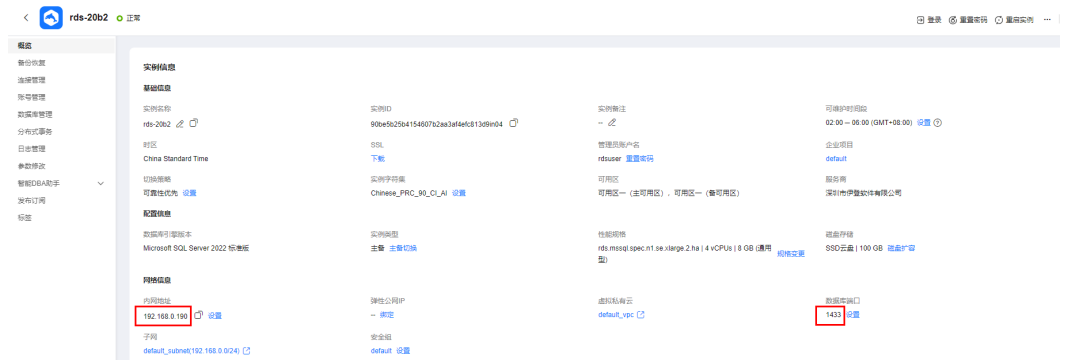 rds-20b2 正常 登录 重置密码 重启实例 ...
概览
备份恢复
连接管理
账号管理
数据库管理
分布式事务
日志管理
参数修改
智能DBA助手
发布订阅
标签
实例信息
基础信息
实例名称 实例ID 实例备注 可维护时间段
rds-20b2 90be5b25b4154607b2aa3af4efc813d9in04 -- 02:00 – 06:00 (GMT+08:00) 设置
时区 SSL 管理员账户名 企业项目
China Standard Time 下载 rdsuser 重置密码 default
切换策略 实例字符集 可用区 服务商
可靠性优先 设置 Chinese_PRC_90_CI_AI 设置 可用区一 (主可用区) , 可用区一 (备可用区) 深圳市伊登软件有限公司
配置信息
数据库引擎版本 实例类型 性能规格 磁盘存储
Microsoft SQL Server 2022 标准版 主备 主备切换 rds.mssql.spec.n1.se.xlarge.2.ha | 4 vCPUs | 8 GB (通用型) 规格变更 SSD云盘 | 100 GB 磁盘扩容
网络信息
内网地址 弹性公网IP 虚拟私有云 数据库端口
192.168.0.190 设置 -- 绑定 default_vpc 1433 设置
子网 安全组
default_subnet(192.168.0.0/24) default 设置